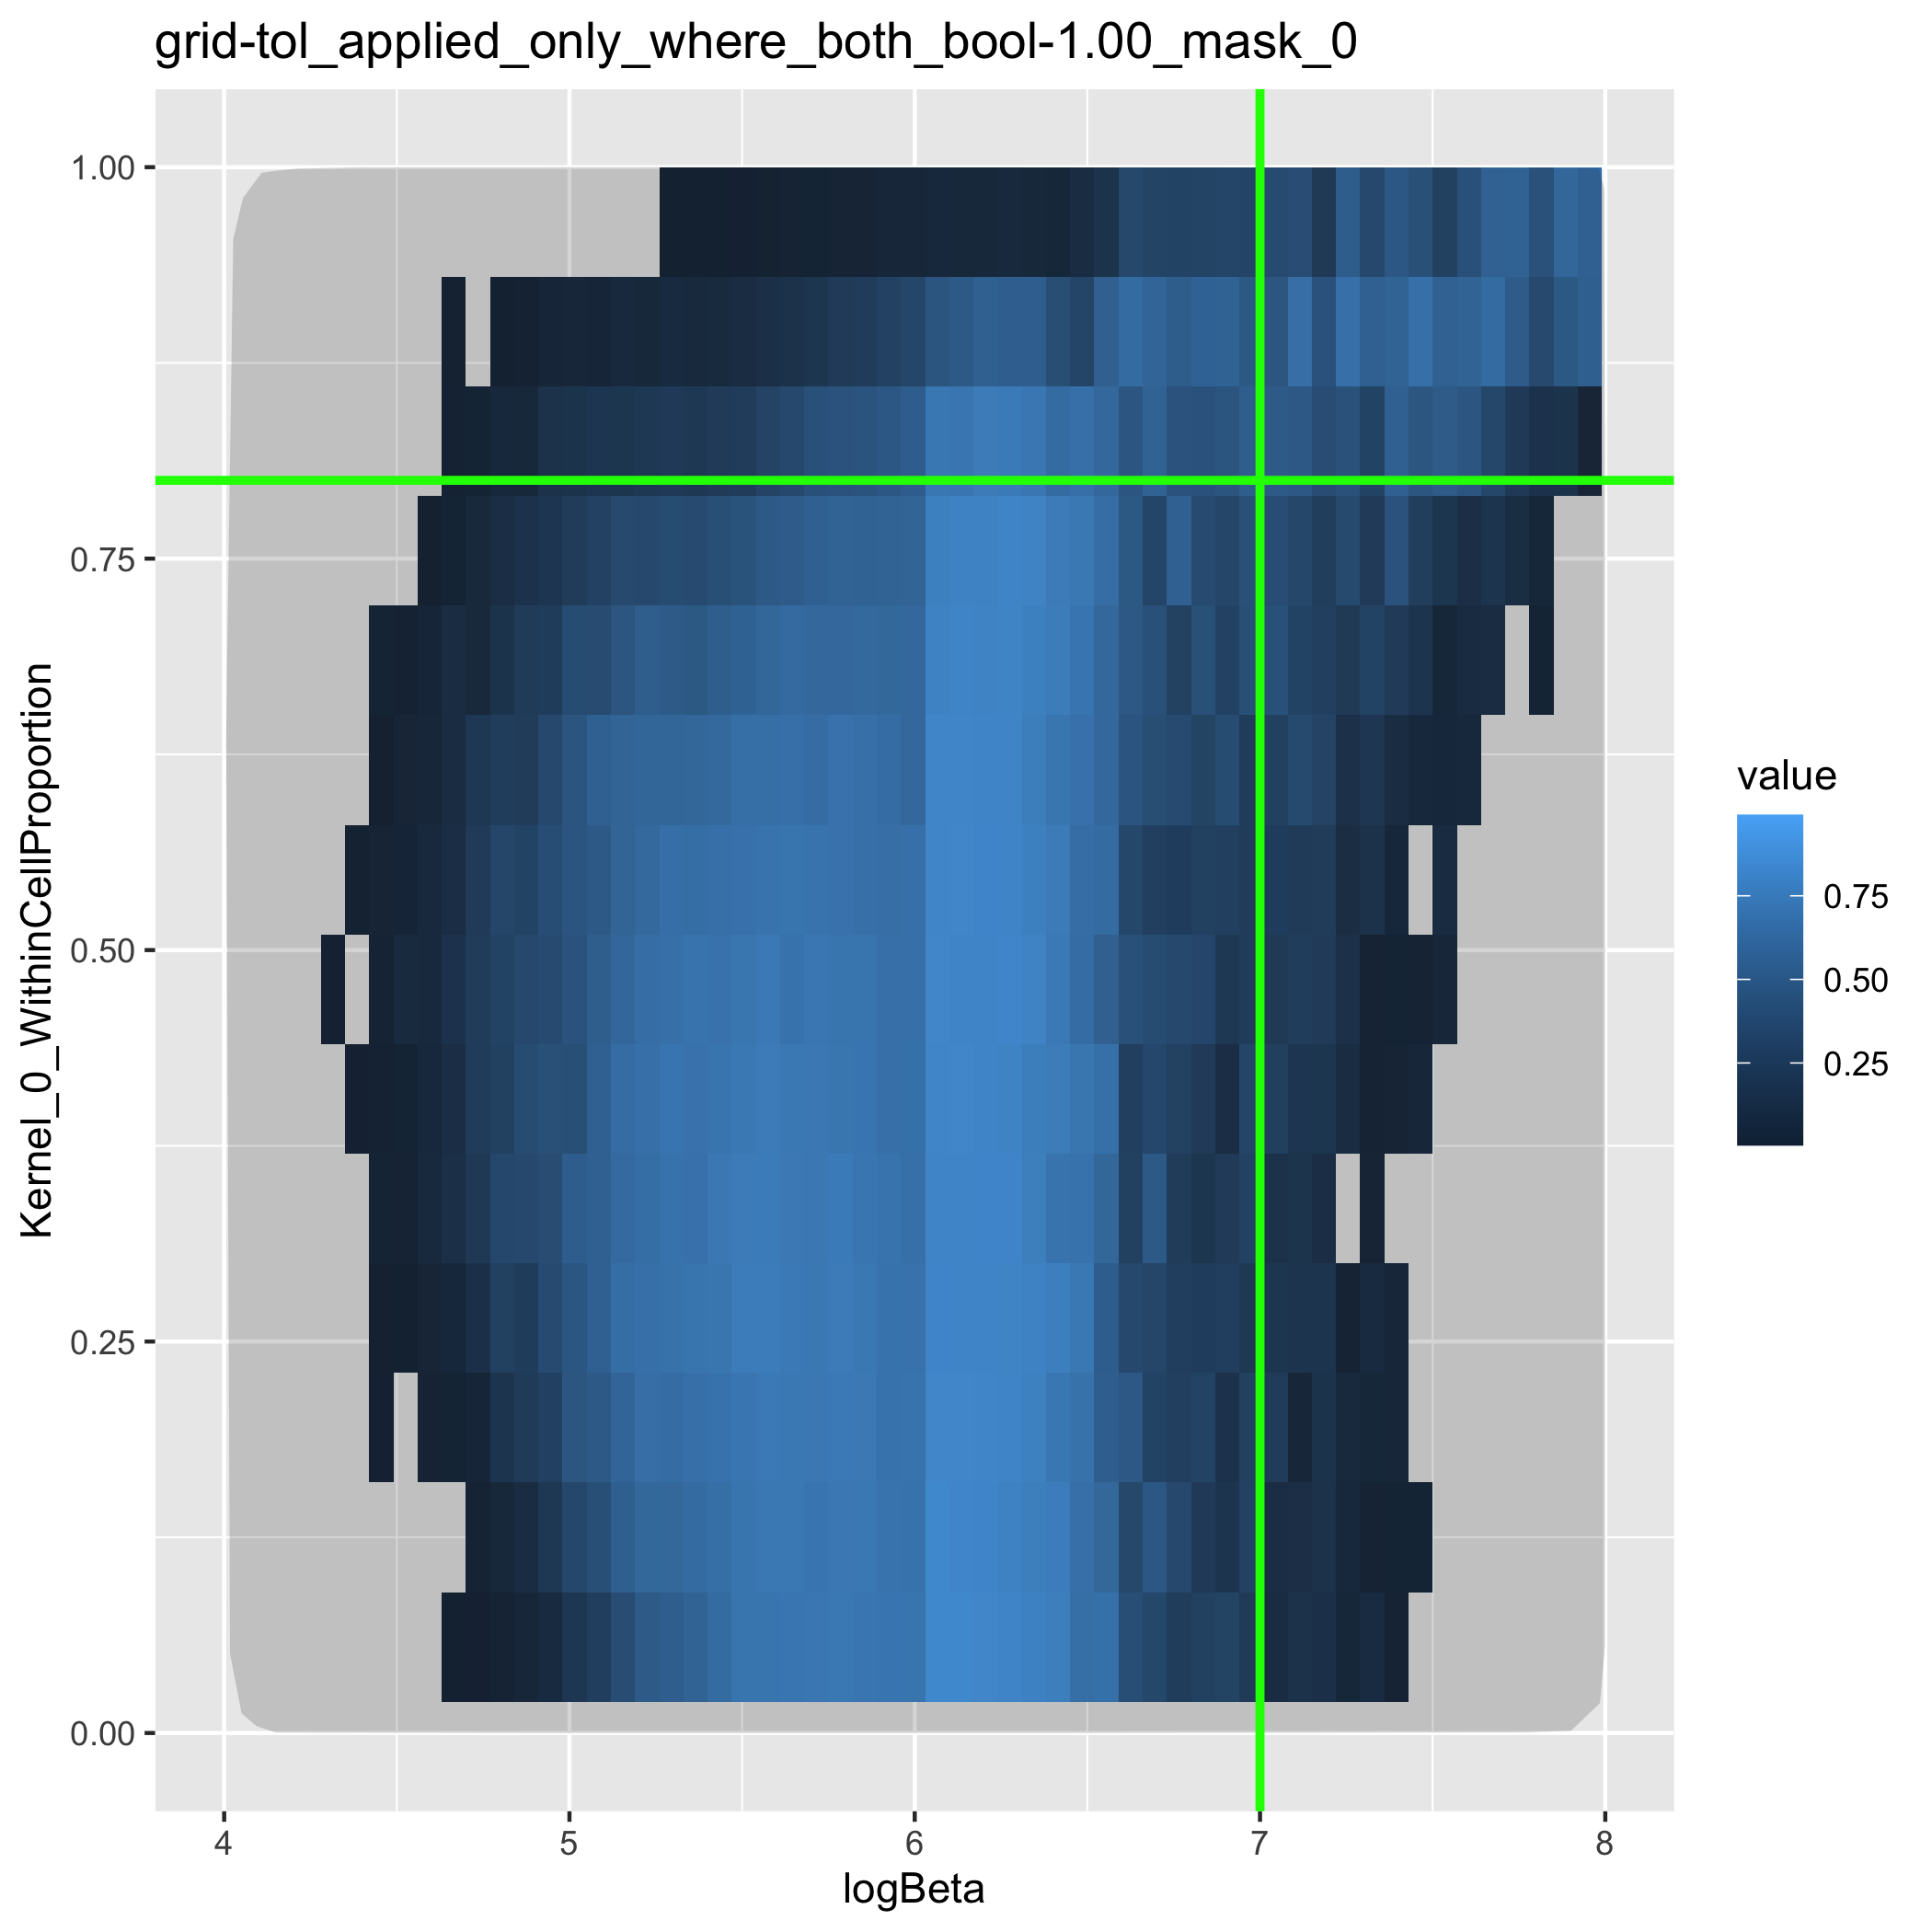 grid-tol_applied_only_where_both_bool-1.00_mask_0
1.00
0.75
0.50
0.25
0.00
Kernel_0_WithinCellProportion
4 5 6 7 8
logBeta
value
0.75
0.50
0.25